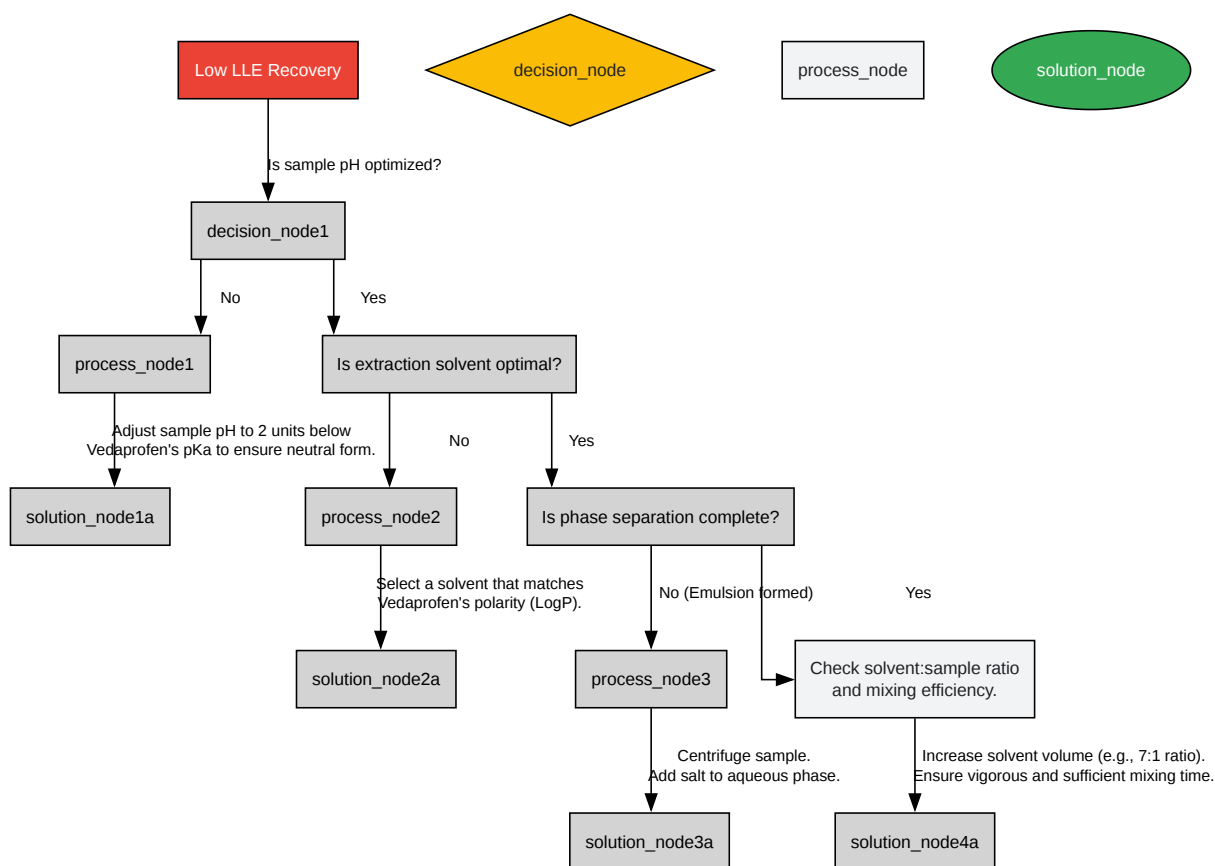 Low LLE Recovery
decision_node
process_node
solution_node
Is sample pH optimized?
decision_node1
No
Yes
process_node1
Is extraction solvent optimal?
Adjust sample pH to 2 units below
Vedaprofen's pKa to ensure neutral form.
No
Yes
solution_node1a
process_node2
Is phase separation complete?
Select a solvent that matches
Vedaprofen's polarity (LogP).
No (Emulsion formed)
Yes
solution_node2a
process_node3
Check solvent:sample ratio
and mixing efficiency.
Centrifuge sample.
Add salt to aqueous phase.
Increase solvent volume (e.g., 7:1 ratio).
Ensure vigorous and sufficient mixing time.
solution_node3a
solution_node4a